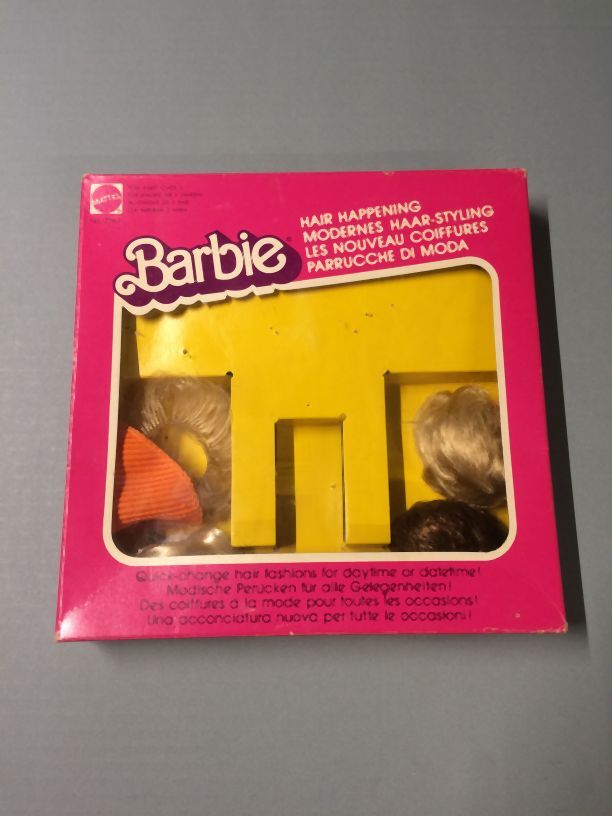 MATTEL
Barbie®
HAIR HAPPENING
MODERNES HAAR-STYLING
LES NOUVEAU COIFFURES
PARRUCCHE DI MODA
Quick-change hair fashions for daytime or datetime!
Modische Perücken für alle Gelegenheiten!
Des coiffures à la mode pour toutes les occasions!
Una acconciatura nuova per tutte le occasioni!